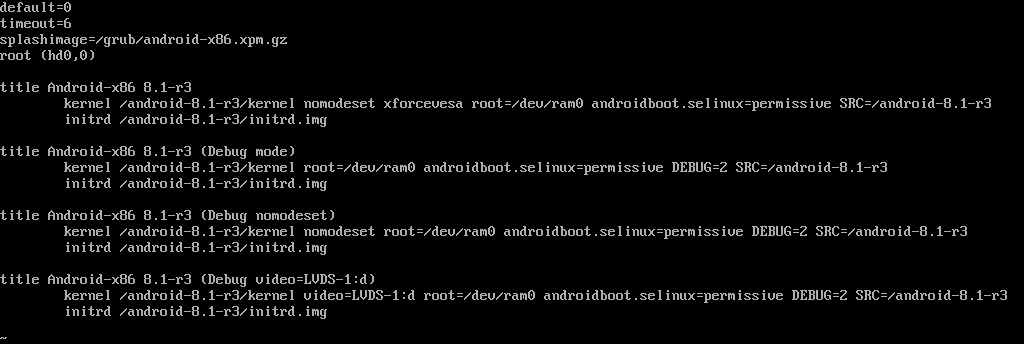 default=0
timeout=6
splashimage=/grub/android-x86.xpm.gz
root (hd0,0)
title Android-x86 8.1-r3
kernel /android-8.1-r3/kernel nomodeset xforcevesa root=/dev/ram0 androidboot.selinux=permissive SRC=/android-8.1-r3
initrd /android-8.1-r3/initrd.img
title Android-x86 8.1-r3 (Debug mode)
kernel /android-8.1-r3/kernel root=/dev/ram0 androidboot.selinux=permissive DEBUG=2 SRC=/android-8.1-r3
initrd /android-8.1-r3/initrd.img
title Android-x86 8.1-r3 (Debug nomodeset)
kernel /android-8.1-r3/kernel nomodeset root=/dev/ram0 androidboot.selinux=permissive DEBUG=2 SRC=/android-8.1-r3
initrd /android-8.1-r3/initrd.img
title Android-x86 8.1-r3 (Debug video=LVDS-1:d)
kernel /android-8.1-r3/kernel video=LVDS-1:d root=/dev/ram0 androidboot.selinux=permissive DEBUG=2 SRC=/android-8.1-r3
initrd /android-8.1-r3/initrd.img
~